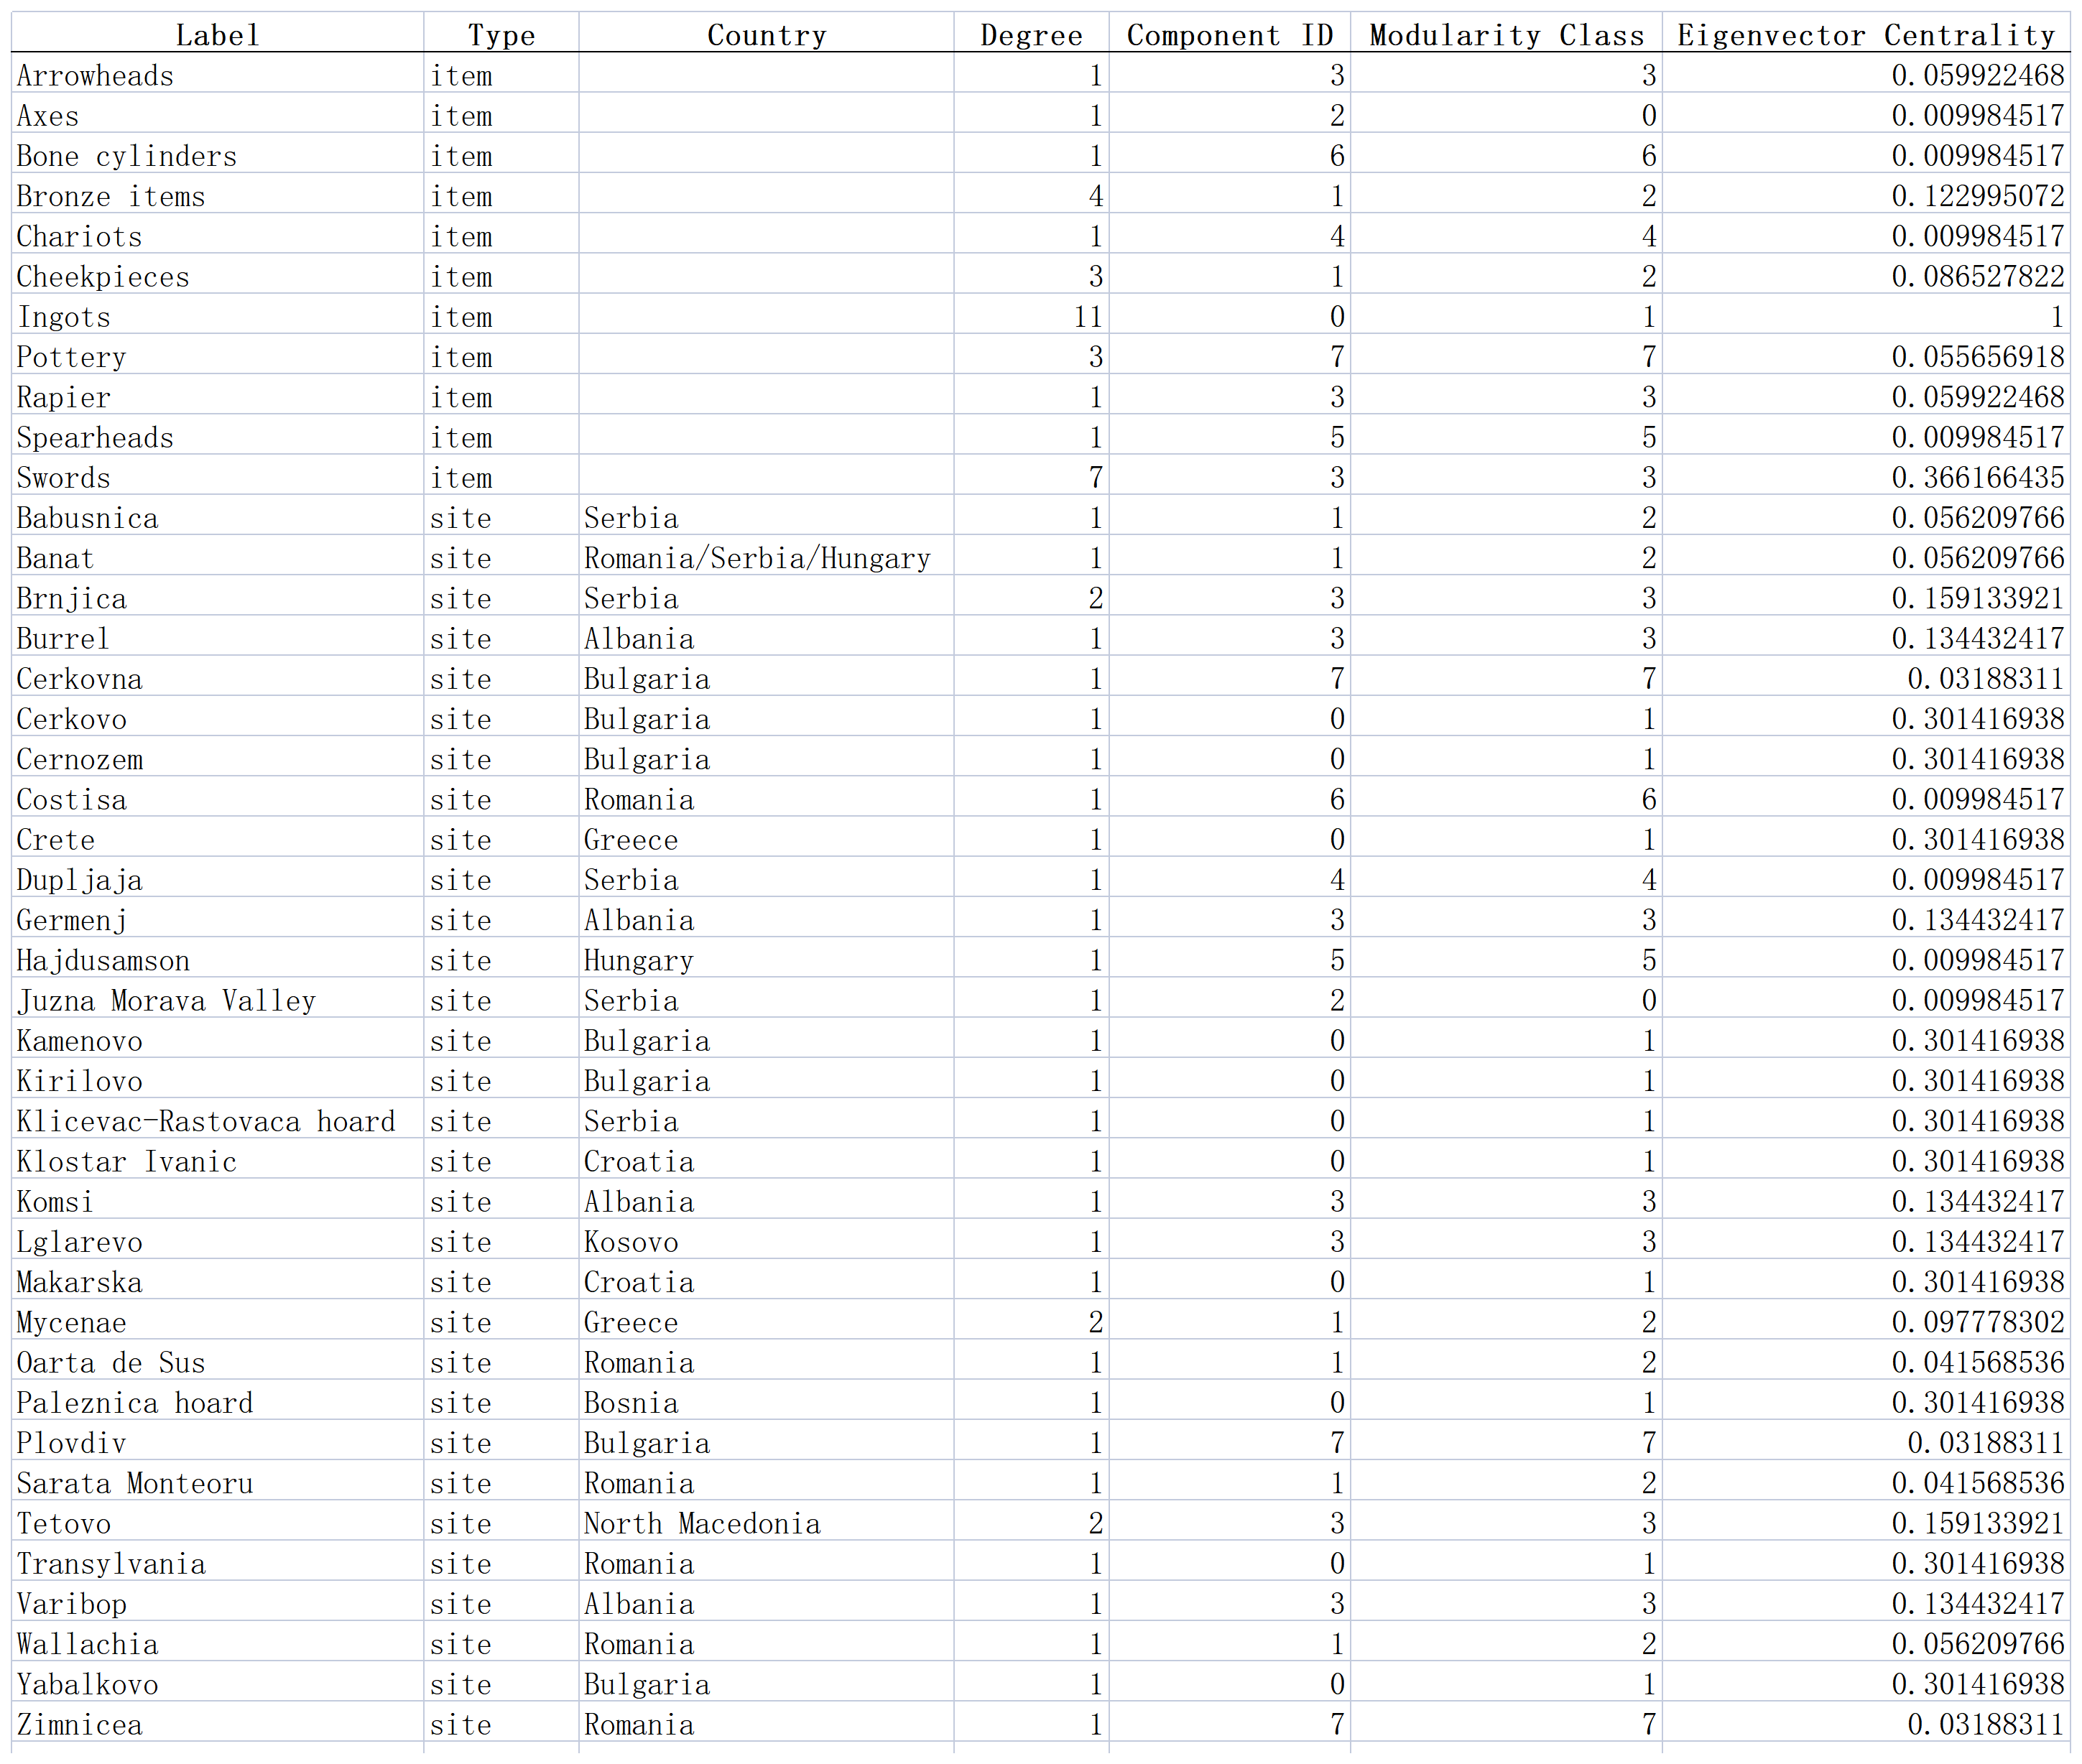 Label Type Country Degree Component ID Modularity Class Eigenvector Centrality
Arrowheads item 1 3 3 0.059922468
Axes item 1 2 0 0.009984517
Bone cylinders item 1 6 6 0.009984517
Bronze items item 4 1 2 0.122995072
Chariots item 1 4 4 0.009984517
Cheekpieces item 3 1 2 0.086527822
Ingots item 11 0 1 1
Pottery item 3 7 7 0.055656918
Rapier item 1 3 3 0.059922468
Spearheads item 1 5 5 0.009984517
Swords item 7 3 3 0.366166435
Babusnica site Serbia 1 1 2 0.056209766
Banat site Romania/Serbia/Hungary 1 1 2 0.056209766
Brnjica site Serbia 2 3 3 0.159133921
Burrel site Albania 1 3 3 0.134432417
Cerkovna site Bulgaria 1 7 7 0.03188311
Cerkovo site Bulgaria 1 0 1 0.301416938
Cernozem site Bulgaria 1 0 1 0.301416938
Costisa site Romania 1 6 6 0.009984517
Crete site Greece 1 0 1 0.301416938
Dupljaja site Serbia 1 4 4 0.009984517
Germenj site Albania 1 3 3 0.134432417
Hajdusamson site Hungary 1 5 5 0.009984517
Juzna Morava Valley site Serbia 1 2 0 0.009984517
Kamenovo site Bulgaria 1 0 1 0.301416938
Kirilovo site Bulgaria 1 0 1 0.301416938
Klicevac-Rastovaca hoard site Serbia 1 0 1 0.301416938
Klostar Ivanic site Croatia 1 0 1 0.301416938
Komsi site Albania 1 3 3 0.134432417
Lglarevo site Kosovo 1 3 3 0.134432417
Makarska site Croatia 1 0 1 0.301416938
Mycenae site Greece 2 1 2 0.097778302
Oarta de Sus site Romania 1 1 2 0.041568536
Paleznica hoard site Bosnia 1 0 1 0.301416938
Plovdiv site Bulgaria 1 7 7 0.03188311
Sarata Monteoru site Romania 1 1 2 0.041568536
Tetovo site North Macedonia 2 3 3 0.159133921
Transylvania site Romania 1 0 1 0.301416938
Varibop site Albania 1 3 3 0.134432417
Wallachia site Romania 1 1 2 0.056209766
Yabalkovo site Bulgaria 1 0 1 0.301416938
Zimnicea site Romania 1 7 7 0.03188311